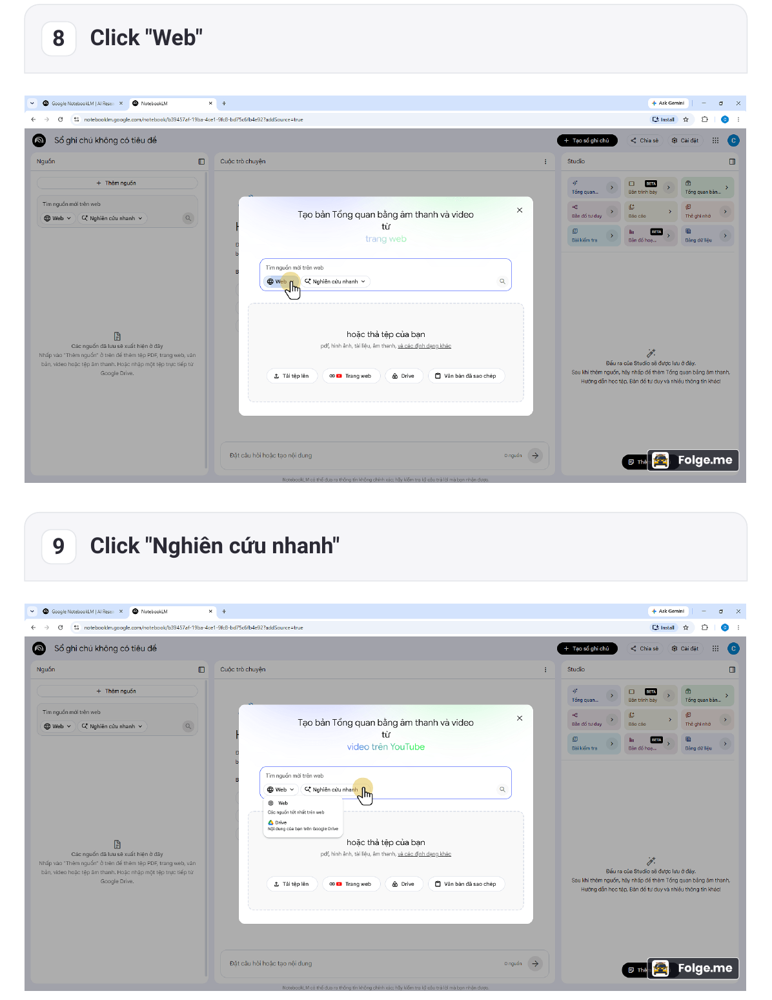 8 Click "Web"
Google NotebookLM | AI Resea
NotebookLM
Ask Gemini
notebooklm.google.com/notebook/b39457af-19ba-4ce1-9fc8-bd75c6fb4e92?addSource=true
Install
Sổ ghi chú không có tiêu đề
+ Tạo sổ ghi chú
Chia sẻ
Cài đặt
C
Nguồn
Cuộc trò chuyện
Studio
+ Thêm nguồn
Tìm nguồn mới trên web
Web
Nghiên cứu nhanh
Tổng quan...
BETA
Bản trình bày
Tổng quan bản...
Bản đồ tư duy
Báo cáo
Thẻ ghi nhớ
Bài kiểm tra
BETA
Bản đồ hoạ...
Bảng dữ liệu
Tạo bản Tổng quan bằng âm thanh và video
từ
trang web
Tìm nguồn mới trên web
Web
Nghiên cứu nhanh
hoặc thả tệp của bạn
pdf, hình ảnh, tài liệu, âm thanh, và các định dạng khác
Tải tệp lên
Trang web
Drive
Văn bản đã sao chép
Các nguồn đã lưu sẽ xuất hiện ở đây
Nhấp vào "Thêm nguồn" ở trên để thêm tệp PDF, trang web, văn
bản, video hoặc tệp âm thanh. Hoặc nhập một tệp trực tiếp từ
Google Drive.
Đầu ra của Studio sẽ được lưu ở đây.
Sau khi thêm nguồn, hãy nhấp để thêm Tổng quan bằng âm thanh,
Hướng dẫn học tập, Bản đồ tư duy và nhiều thông tin khác!
Đặt câu hỏi hoặc tạo nội dung
0 nguồn
Folge.me
NotebookLM có thể đưa ra thông tin không chính xác; hãy kiểm tra kỹ câu trả lời mà bạn nhận được.
9 Click "Nghiên cứu nhanh"
Google NotebookLM | AI Resea
NotebookLM
Ask Gemini
notebooklm.google.com/notebook/b39457af-19ba-4ce1-9fc8-bd75c6fb4e92?addSource=true
Install
Sổ ghi chú không có tiêu đề
+ Tạo sổ ghi chú
Chia sẻ
Cài đặt
C
Nguồn
Cuộc trò chuyện
Studio
+ Thêm nguồn
Tìm nguồn mới trên web
Web
Nghiên cứu nhanh
Tổng quan...
BETA
Bản trình bày
Tổng quan bản...
Bản đồ tư duy
Báo cáo
Thẻ ghi nhớ
Bài kiểm tra
BETA
Bản đồ hoạ...
Bảng dữ liệu
Tạo bản Tổng quan bằng âm thanh và video
từ
video trên YouTube
Tìm nguồn mới trên web
Web
Nghiên cứu nhanh
Web
Các nguồn tốt nhất trên web
Drive
Nội dung của bạn trên Google Drive
hoặc thả tệp của bạn
pdf, hình ảnh, tài liệu, âm thanh, và các định dạng khác
Tải tệp lên
Trang web
Drive
Văn bản đã sao chép
Các nguồn đã lưu sẽ xuất hiện ở đây
Nhấp vào "Thêm nguồn" ở trên để thêm tệp PDF, trang web, văn
bản, video hoặc tệp âm thanh. Hoặc nhập một tệp trực tiếp từ
Google Drive.
Đầu ra của Studio sẽ được lưu ở đây.
Sau khi thêm nguồn, hãy nhấp để thêm Tổng quan bằng âm thanh,
Hướng dẫn học tập, Bản đồ tư duy và nhiều thông tin khác!
Đặt câu hỏi hoặc tạo nội dung
0 nguồn
Folge.me
NotebookLM có thể đưa ra thông tin không chính xác; hãy kiểm tra kỹ câu trả lời mà bạn nhận được.